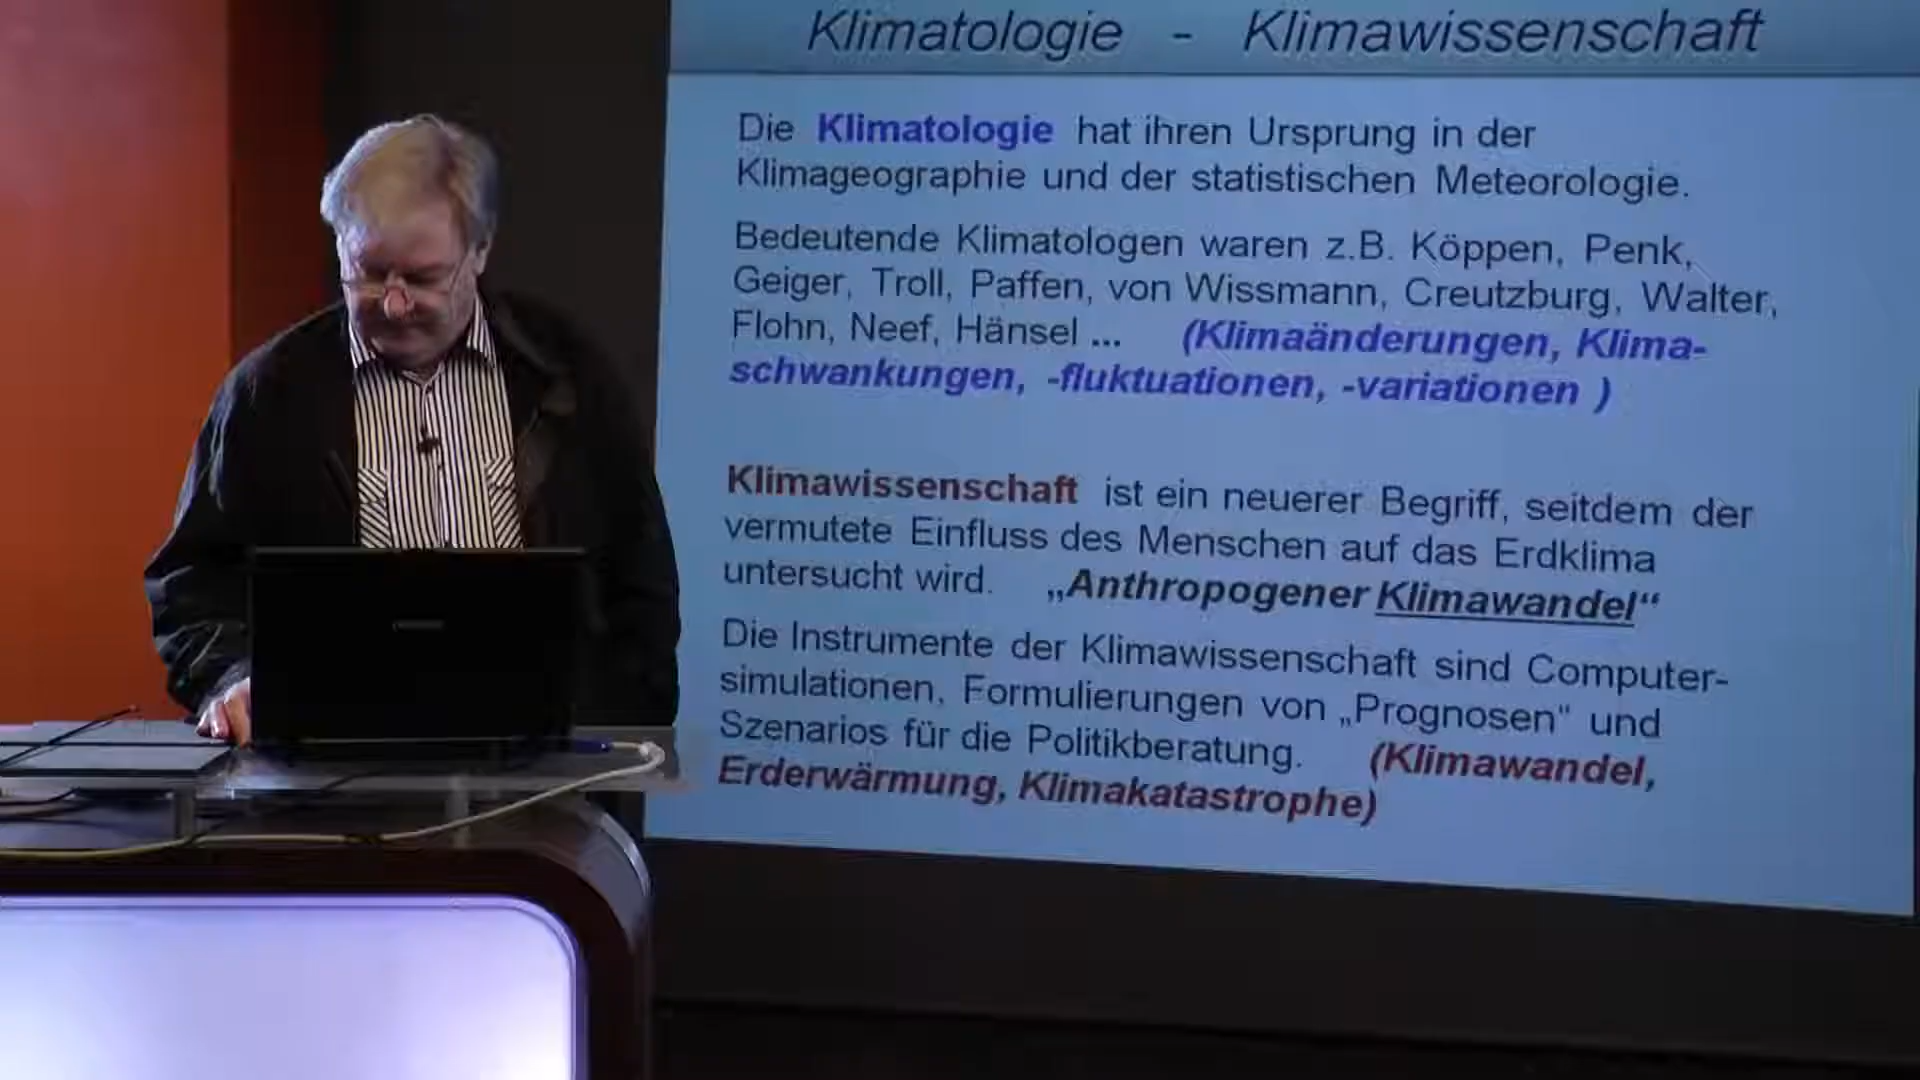 Klimatologie - Klimawissenschaft
Die Klimatologie hat ihren Ursprung in der
Klimageographie und der statistischen Meteorologie.
Bedeutende Klimatologen waren z.B. Köppen, Penk,
Geiger, Troll, Paffen, von Wissmann, Creutzburg, Walter,
Flohn, Neef, Hänsel ... (Klimaänderungen, Klima-
schwankungen, -fluktuationen, -variationen )
Klimawissenschaft ist ein neuerer Begriff, seitdem der
vermutete Einfluss des Menschen auf das Erdklima
untersucht wird. „Anthropogener Klimawandel“
Die Instrumente der Klimawissenschaft sind Computer-
simulationen, Formulierungen von „Prognosen“ und
Szenarios für die Politikberatung. (Klimawandel,
Erderwärmung, Klimakatastrophe)